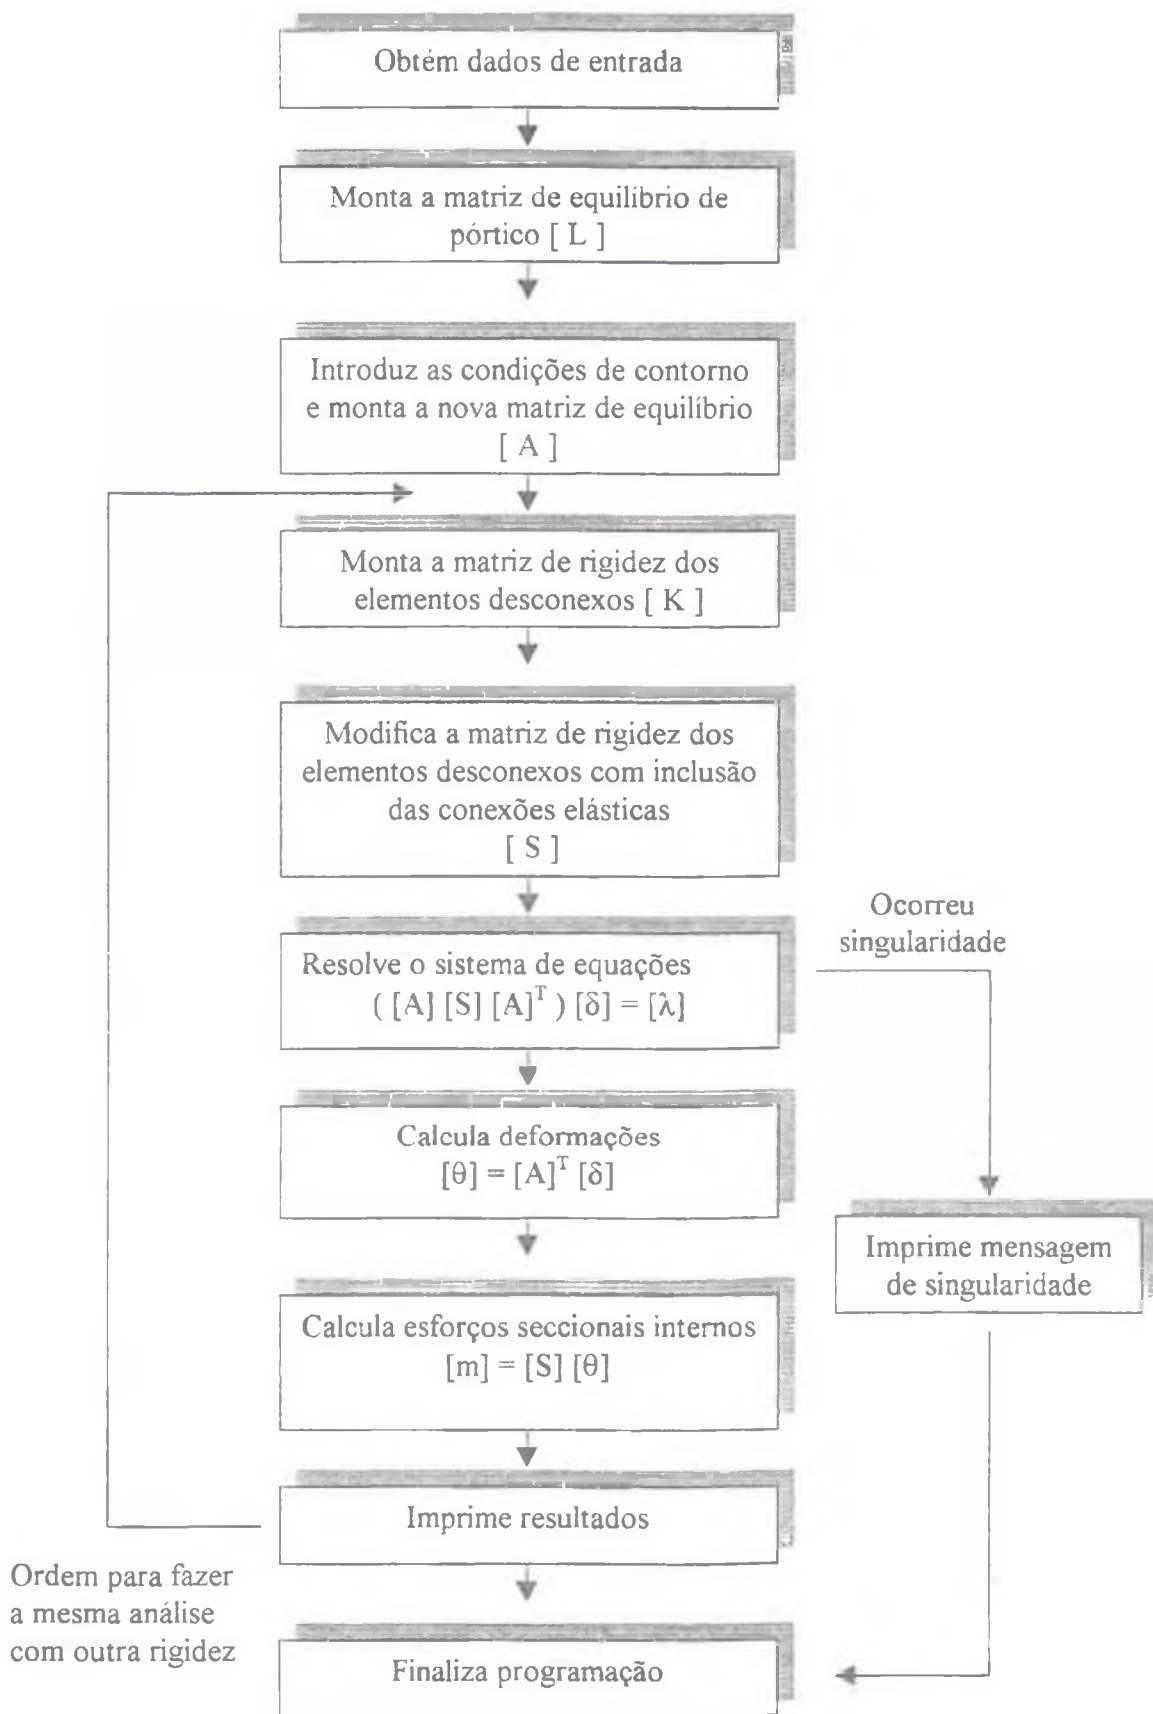 Obtém dados de entrada
Monta a matriz de equilíbrio de
pórtico [ L ]
Introduz as condições de contorno
e monta a nova matriz de equilíbrio
[ A ]
Monta a matriz de rigidez dos
elementos desconexos [ K ]
Modifica a matriz de rigidez dos
elementos desconexos com inclusão
das conexões elásticas
[ S ]
Ocorreu
singularidade
Resolve o sistema de equações
( [A] [S] [A]^T ) [δ] = [λ]
Calcula deformações
[θ] = [A]^T [δ]
Imprime mensagem
de singularidade
Calcula esforços seccionais internos
[m] = [S] [θ]
Imprime resultados
Ordem para fazer
a mesma análise
com outra rigidez
Finaliza programação